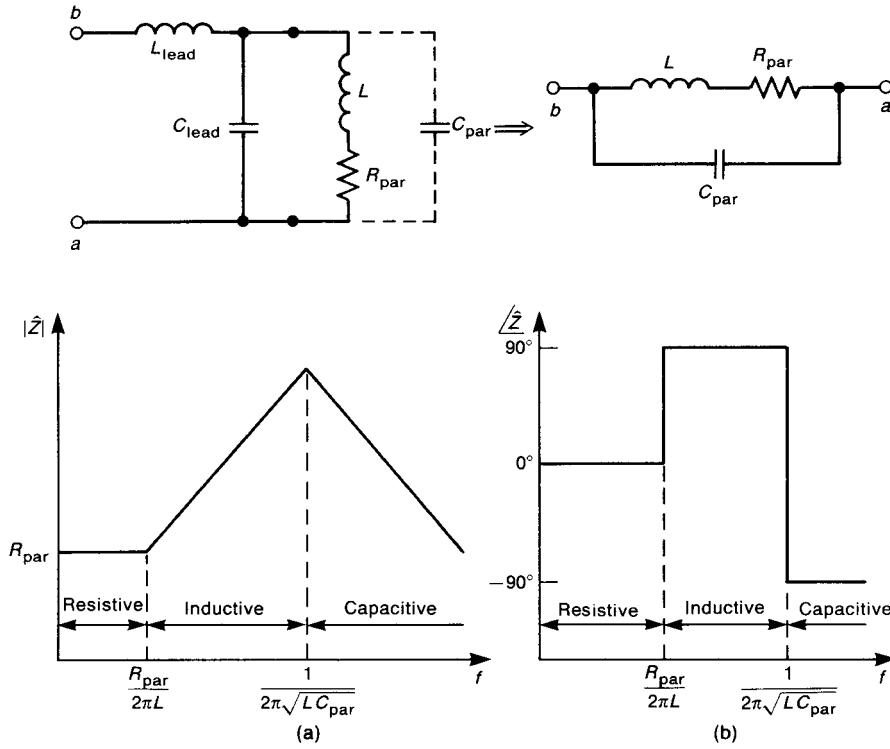 b
L_lead
C_lead
L
R_par
C_par
⇒
a
L
R_par
b
a
C_par
|Ẑ|
R_par
Resistive
Inductive
Capacitive
R_par / 2πL
1 / 2π√(LC_par)
f
(a)
∠Ẑ
90°
0°
−90°
Resistive
Inductive
Capacitive
R_par / 2πL
1 / 2π√(LC_par)
f
(b)